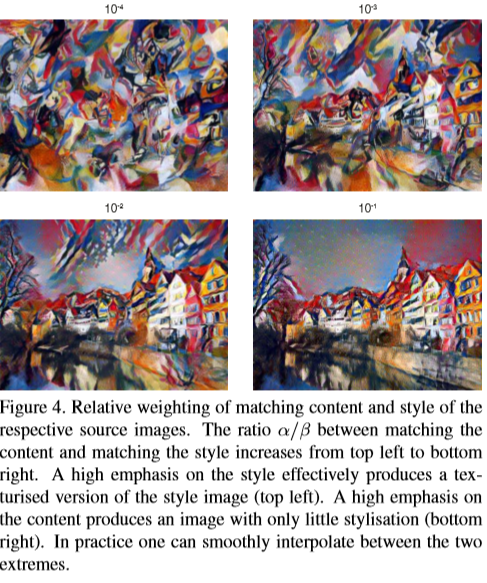 10⁻⁴ 10⁻³
10⁻² 10⁻¹
Figure 4. Relative weighting of matching content and style of the
respective source images. The ratio α/β between matching the
content and matching the style increases from top left to bottom
right. A high emphasis on the style effectively produces a tex-
turised version of the style image (top left). A high emphasis on
the content produces an image with only little stylisation (bottom
right). In practice one can smoothly interpolate between the two
extremes.